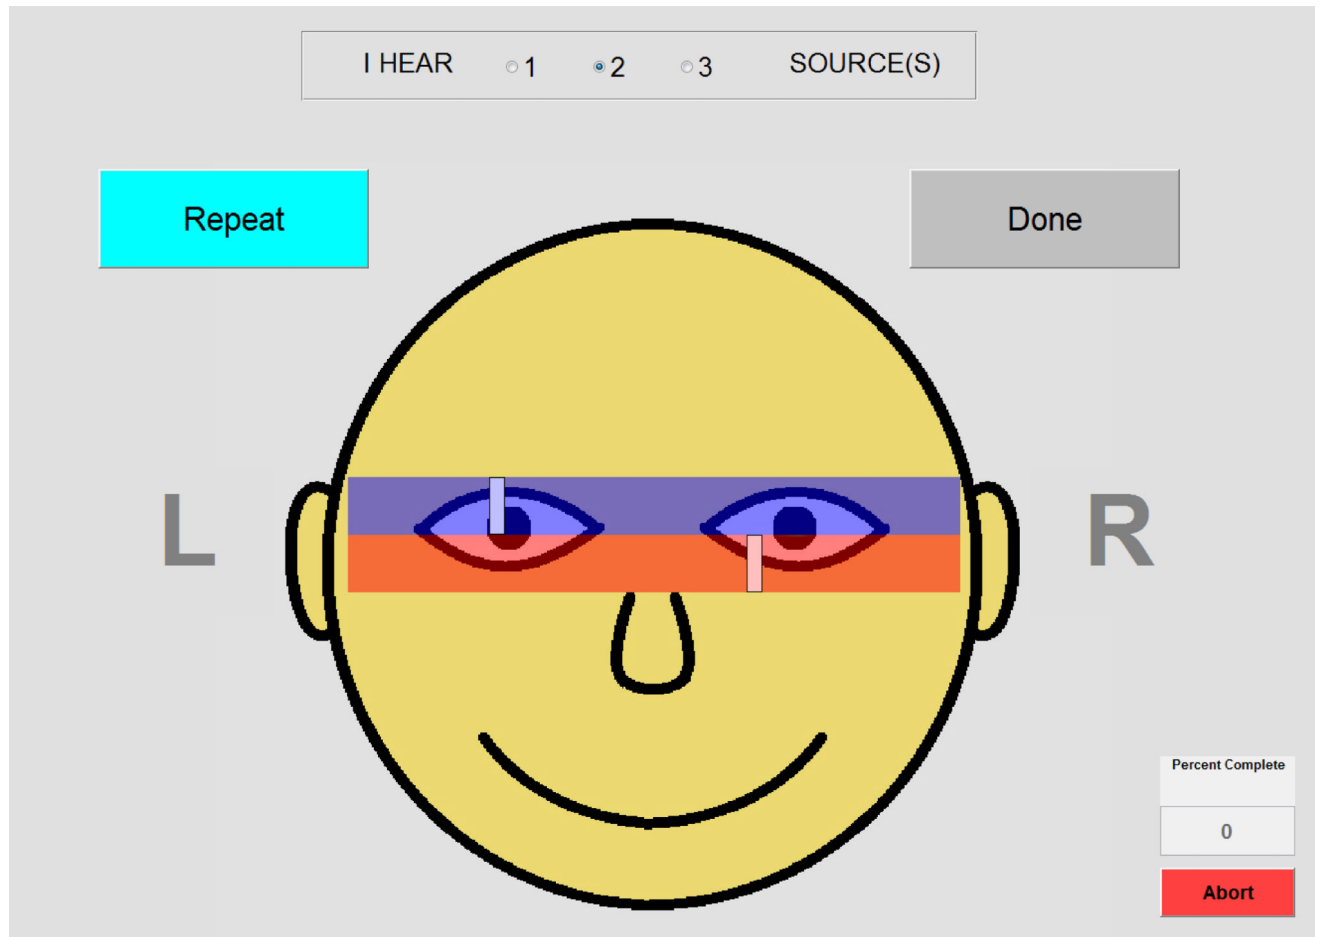 I HEAR 1 2 3 SOURCE(S)
Repeat
Done
L
R
Percent Complete
0
Abort